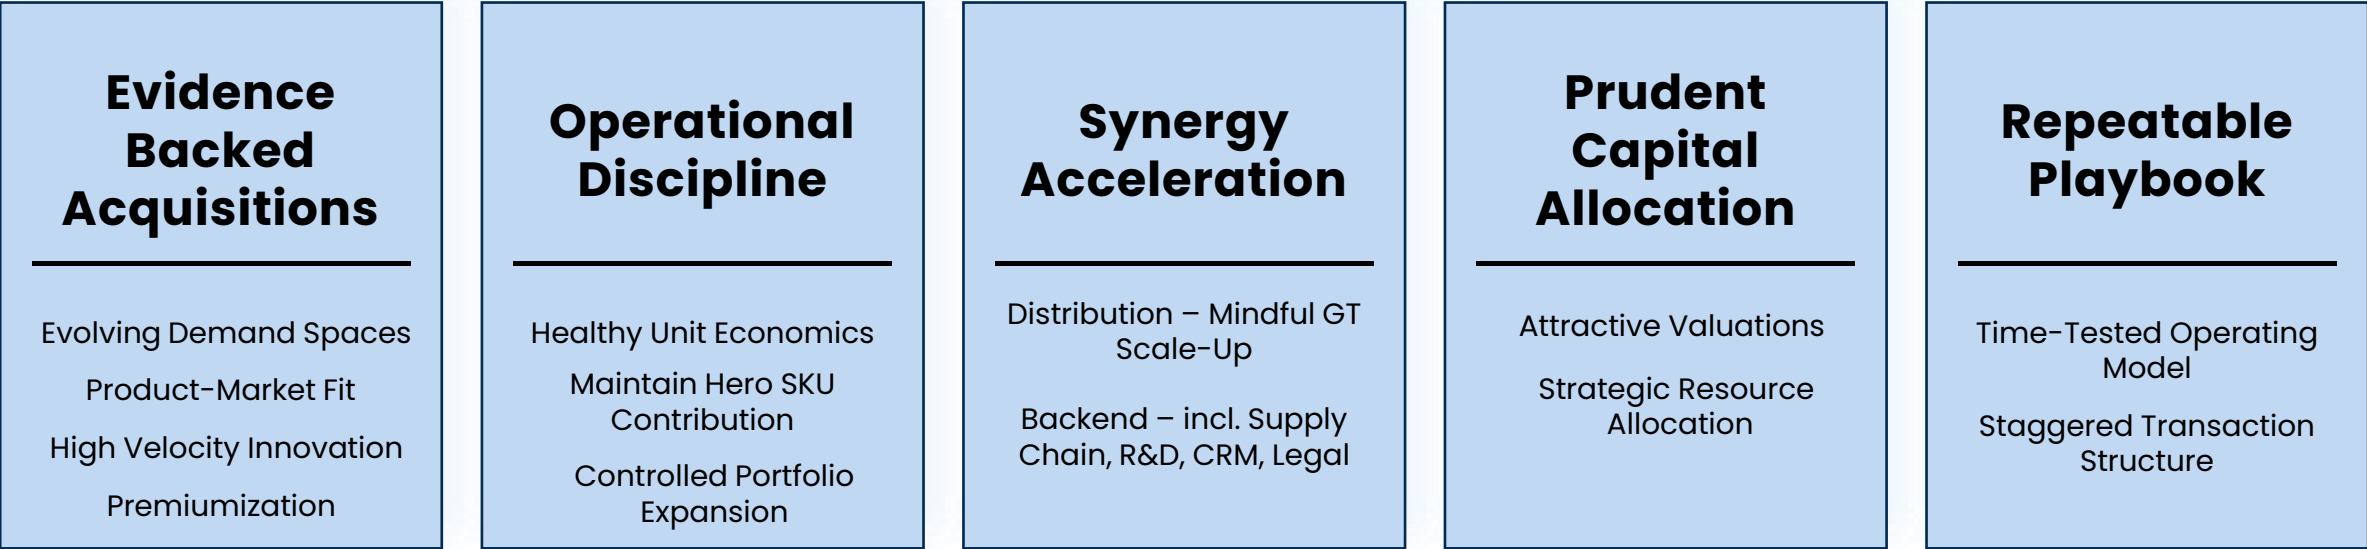 Evidence
Backed
Acquisitions
Evolving Demand Spaces
Product-Market Fit
High Velocity Innovation
Premiumization
Operational
Discipline
Healthy Unit Economics
Maintain Hero SKU
Contribution
Controlled Portfolio
Expansion
Synergy
Acceleration
Distribution – Mindful GT
Scale-Up
Backend – incl. Supply
Chain, R&D, CRM, Legal
Prudent
Capital
Allocation
Attractive Valuations
Strategic Resource
Allocation
Repeatable
Playbook
Time-Tested Operating
Model
Staggered Transaction
Structure